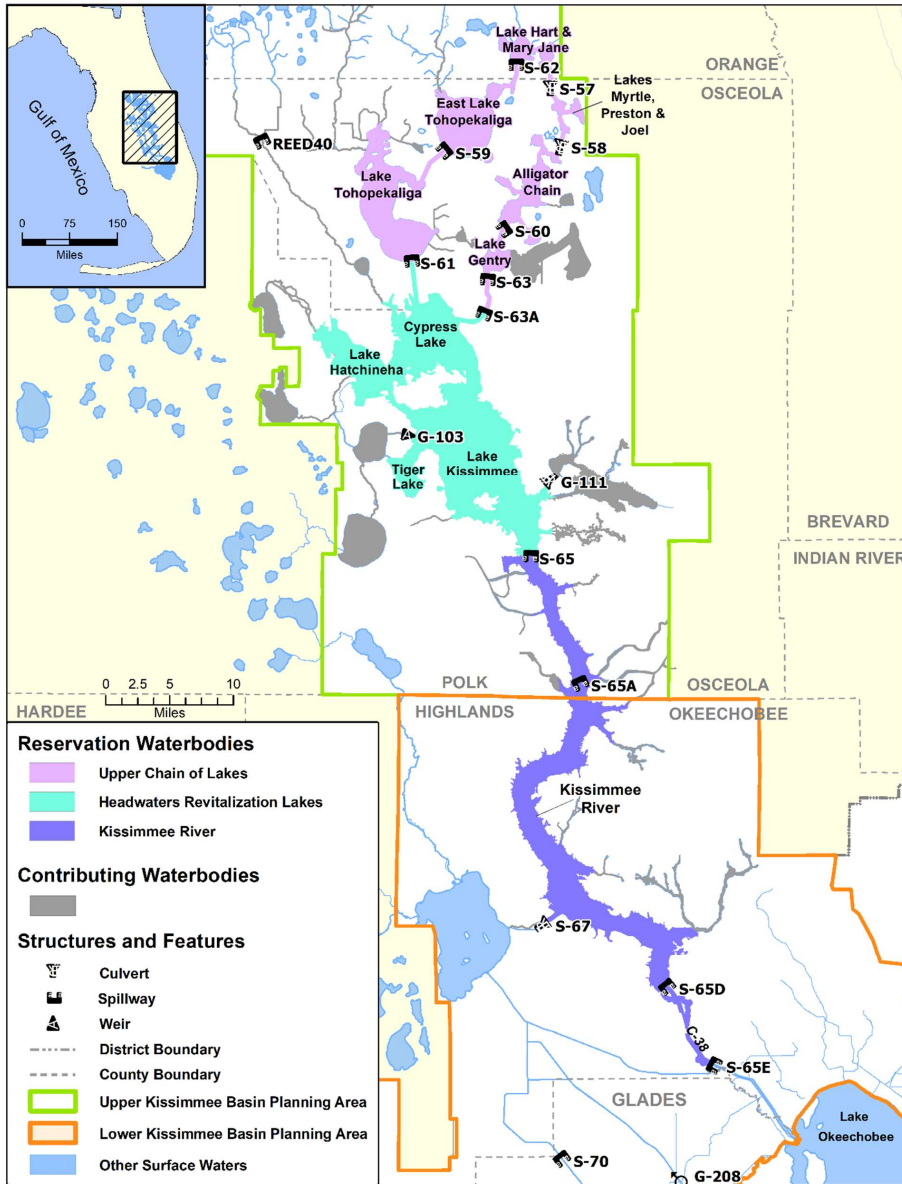 Gulf of Mexico
0 75 150
Miles
Lake Hart &
Mary Jane
S-62
ORANGE
OSCEOLA
S-57
Lakes
Myrtle,
Preston &
Joel
East Lake
Tohopekaliga
REED40
S-59
S-58
Lake
Tohopekaliga
Alligator
Chain
S-60
Lake
Gentry
S-61
S-63
S-63A
Cypress
Lake
Lake
Hatchineha
G-103
Lake
Kissimmee
Tiger
Lake
G-111
BREVARD
INDIAN RIVER
S-65
0 2.5 5 10
Miles
POLK
S-65A
OSCEOLA
HARDEE
HIGHLANDS
OKEECHOBEE
Reservation Waterbodies
Upper Chain of Lakes
Headwaters Revitalization Lakes
Kissimmee River
Contributing Waterbodies
Structures and Features
Culvert
Spillway
Weir
District Boundary
County Boundary
Upper Kissimmee Basin Planning Area
Lower Kissimmee Basin Planning Area
Other Surface Waters
Kissimmee
River
S-67
S-65D
C-38
S-65E
GLADES
Lake
Okeechobee
S-70
G-208